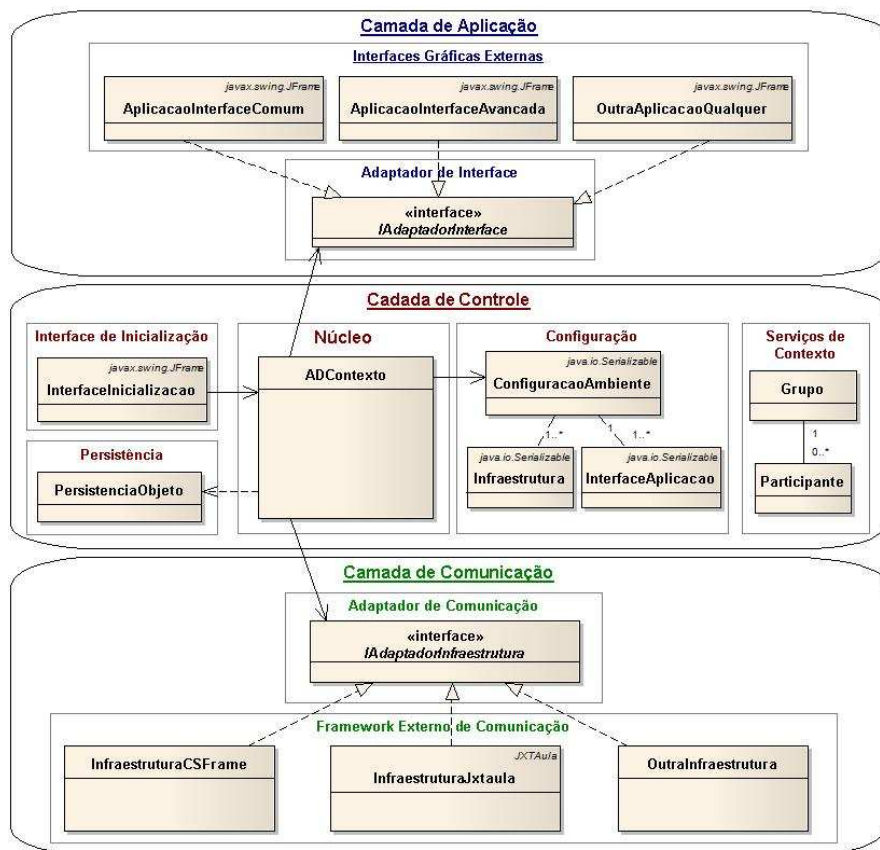 Camada de Aplicação
Interfaces Gráficas Externas
javax.swing.JFrame
AplicacaoInterfaceComum
javax.swing.JFrame
AplicacaoInterfaceAvancada
javax.swing.JFrame
OutraAplicacaoQualquer
Adaptador de Interface
«interface»
IAdaptadorInterface
Cadada de Controle
Interface de Inicialização
javax.swing.JFrame
InterfaceInicializacao
Persistência
PersistenciaObjeto
Núcleo
ADContexto
Configuração
java.io.Serializable
ConfiguracaoAmbiente
1..*
1
1..*
java.io.Serializable
Infraestrutura
java.io.Serializable
InterfaceAplicacao
Serviços de
Contexto
Grupo
1
0..*
Participante
Camada de Comunicação
Adaptador de Comunicação
«interface»
IAdaptadorInfraestrutura
Framework Externo de Comunicação
InfraestruturaCSFrame
JXTAula
InfraestruturaJxtaula
OutraInfraestrutura